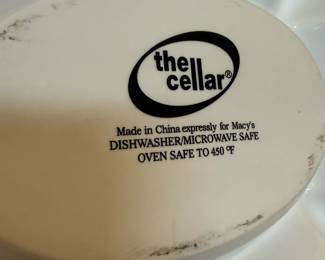 the
cellar®
Made in China expressly for Macy's
DISHWASHER/MICROWAVE SAFE
OVEN SAFE TO 450 °F